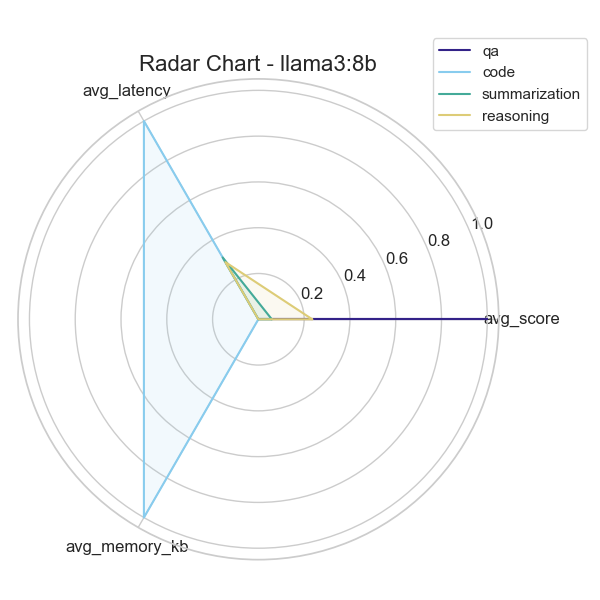 Radar Chart - llama3:8b
qa
code
summarization
reasoning
avg_latency
1.0
0.8
0.6
0.4
0.2
avg_score
avg_memory_kb